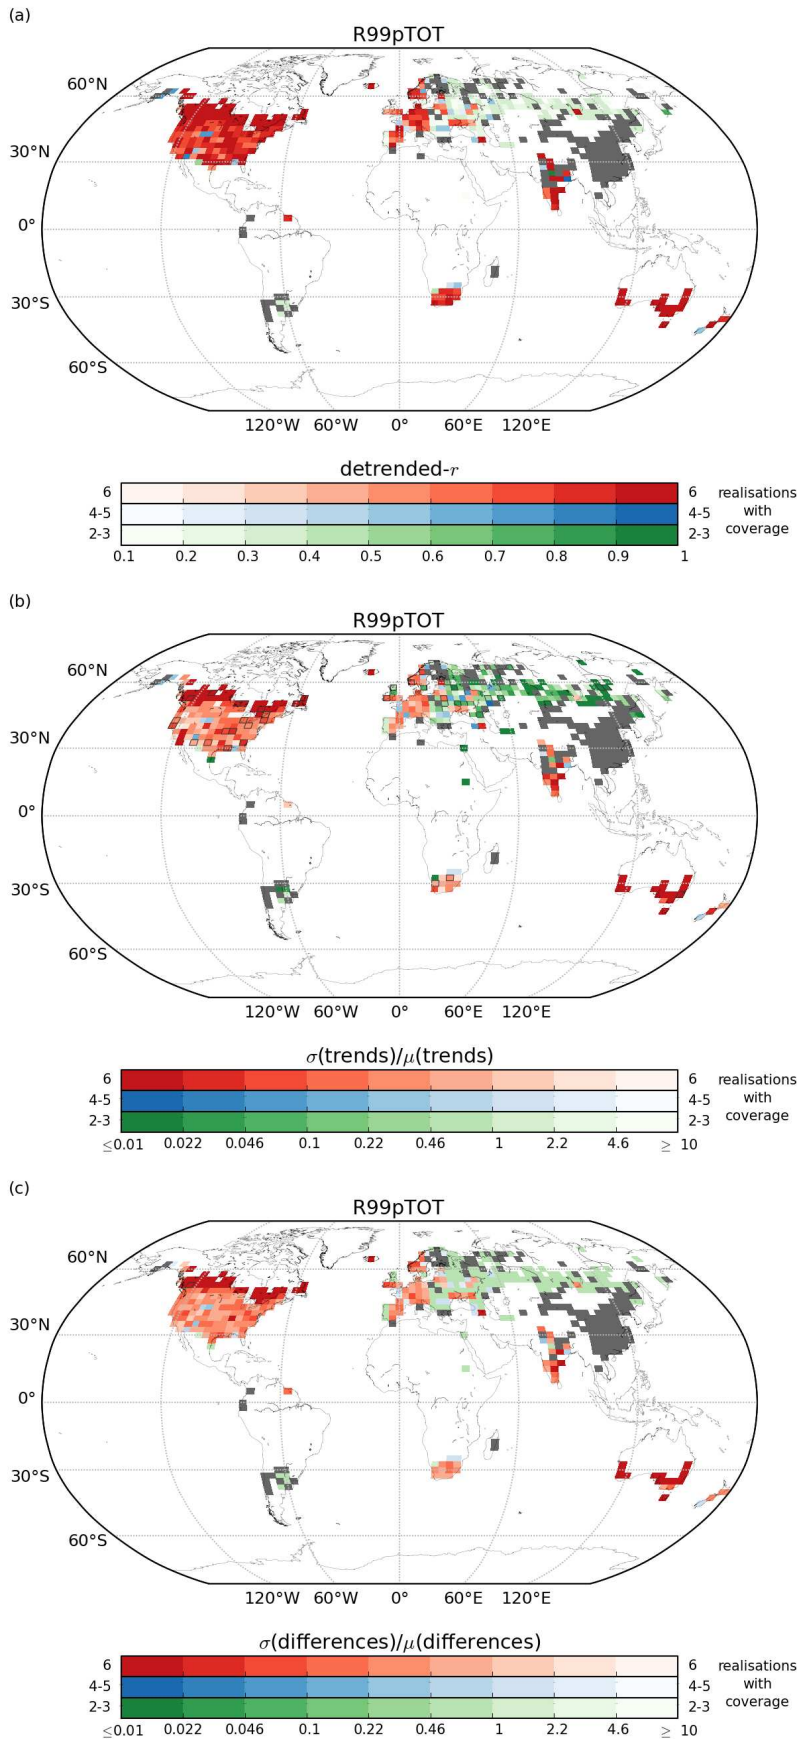 (a)
R99pTOT
60°N
30°N
0°
30°S
60°S
120°W 60°W 0° 60°E 120°E
detrended-r
6 6 realisations
4-5 4-5 with
2-3 2-3 coverage
0.1 0.2 0.3 0.4 0.5 0.6 0.7 0.8 0.9 1
(b)
R99pTOT
60°N
30°N
0°
30°S
60°S
120°W 60°W 0° 60°E 120°E
σ(trends)/μ(trends)
6 6 realisations
4-5 4-5 with
2-3 2-3 coverage
≤0.01 0.022 0.046 0.1 0.22 0.46 1 2.2 4.6 ≥ 10
(c)
R99pTOT
60°N
30°N
0°
30°S
60°S
120°W 60°W 0° 60°E 120°E
σ(differences)/μ(differences)
6 6 realisations
4-5 4-5 with
2-3 2-3 coverage
≤0.01 0.022 0.046 0.1 0.22 0.46 1 2.2 4.6 ≥ 10